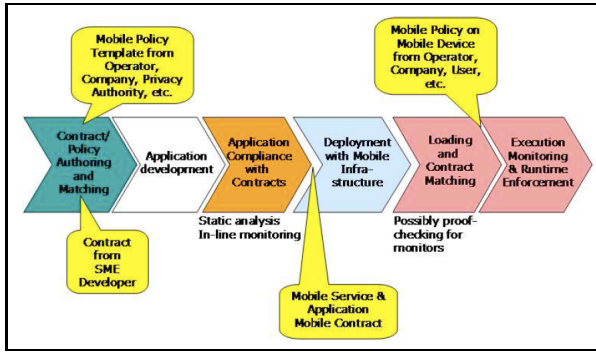 Mobile Policy
Template from
Operator,
Company, Privacy
Authority, etc.
Mobile Policy on
Mobile Device
from Operator,
Company, User,
etc.
Contract/
Policy
Authoring
and
Matching
Application
development
Application
Compliance
with
Contracts
Deployment
with Mobile
Infra-
structure
Loading
and
Contract
Matching
Execution
Monitoring
& Runtime
Enforcement
Static analysis
In-line monitoring
Possibly proof-
checking for
monitors
Contract
from
SME
Developer
Mobile Service &
Application
Mobile Contract